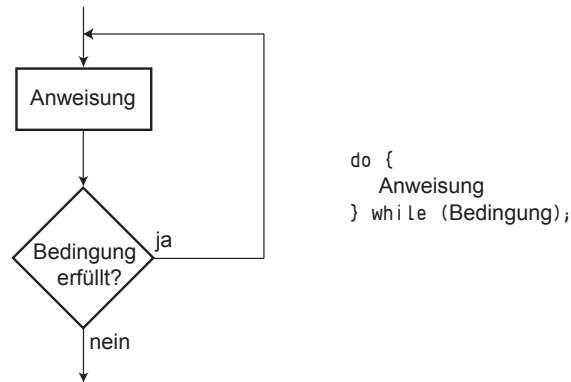 Anweisung
Bedingung
erfüllt?
ja
nein
do {
Anweisung
} while (Bedingung);